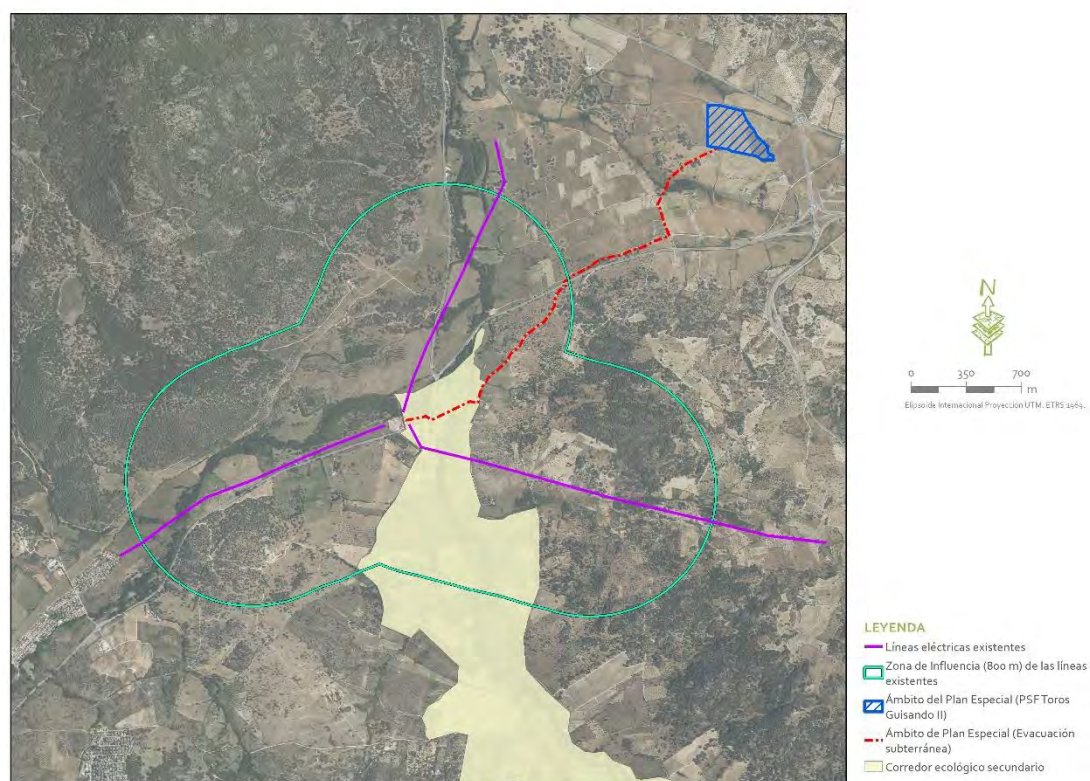 N
0 350 700
m
Elipsoide Internacional Proyección UTM. ETRS 1989.
LEYENDA
Líneas eléctricas existentes
Zona de Influencia (800 m) de las líneas
existentes
Ámbito del Plan Especial (PSF Toros
Guisando II)
Ámbito de Plan Especial (Evacuación
subterránea)
Corredor ecológico secundario